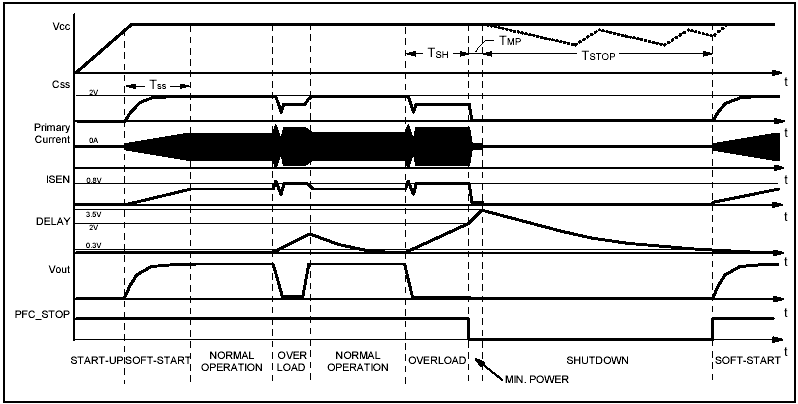 Vcc
TSH
TMP
TSTOP
t
Css
Tss
2V
t
Primary
Current
0A
t
ISEN
0.8V
t
DELAY
3.5V
2V
0.3V
t
Vout
t
PFC_STOP
t
START-UP
SOFT-START
NORMAL
OPERATION
OVER
LOAD
NORMAL
OPERATION
OVERLOAD
MIN. POWER
SHUTDOWN
SOFT-START
t